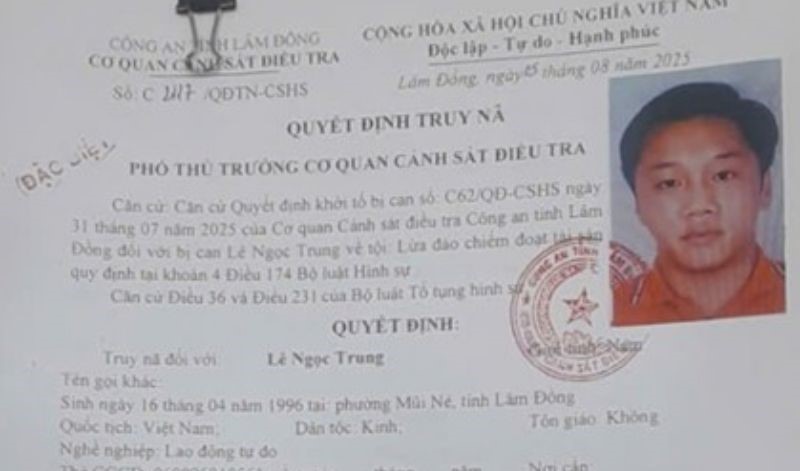 CÔNG AN TỈNH LÂM ĐỒNG
CƠ QUAN CẢNH SÁT ĐIỀU TRA
Số: C /QĐTN-CSHS
CỘNG HÒA XÃ HỘI CHỦ NGHĨA VIỆT NAM
Độc lập - Tự do - Hạnh phúc
Lâm Đồng, ngày 05 tháng 08 năm 2025
QUYẾT ĐỊNH TRUY NÃ
ĐẶC BIỆT
PHÓ THỦ TRƯỞNG CƠ QUAN CẢNH SÁT ĐIỀU TRA
Căn cứ: Căn cứ Quyết định khởi tố bị can số: C62/QĐ-CSHS ngày
31 tháng 07 năm 2025 của Cơ quan Cảnh sát điều tra Công an tỉnh Lâm
Đồng đối với bị can Lê Ngọc Trung về tội: Lừa đảo chiếm đoạt tài sản
quy định tại khoản 4 Điều 174 Bộ luật Hình sự
Căn cứ Điều 36 và Điều 231 của Bộ luật Tố tụng hình sự
QUYẾT ĐỊNH:
Truy nã đối với: Lê Ngọc Trung
Giới tính: Nam
Tên gọi khác:
Sinh ngày 16 tháng 04 năm 1996 tại: phường Mũi Né, tỉnh Lâm Đồng
Quốc tịch: Việt Nam; Dân tộc: Kinh; Tôn giáo: Không
Nghề nghiệp: Lao động tự do